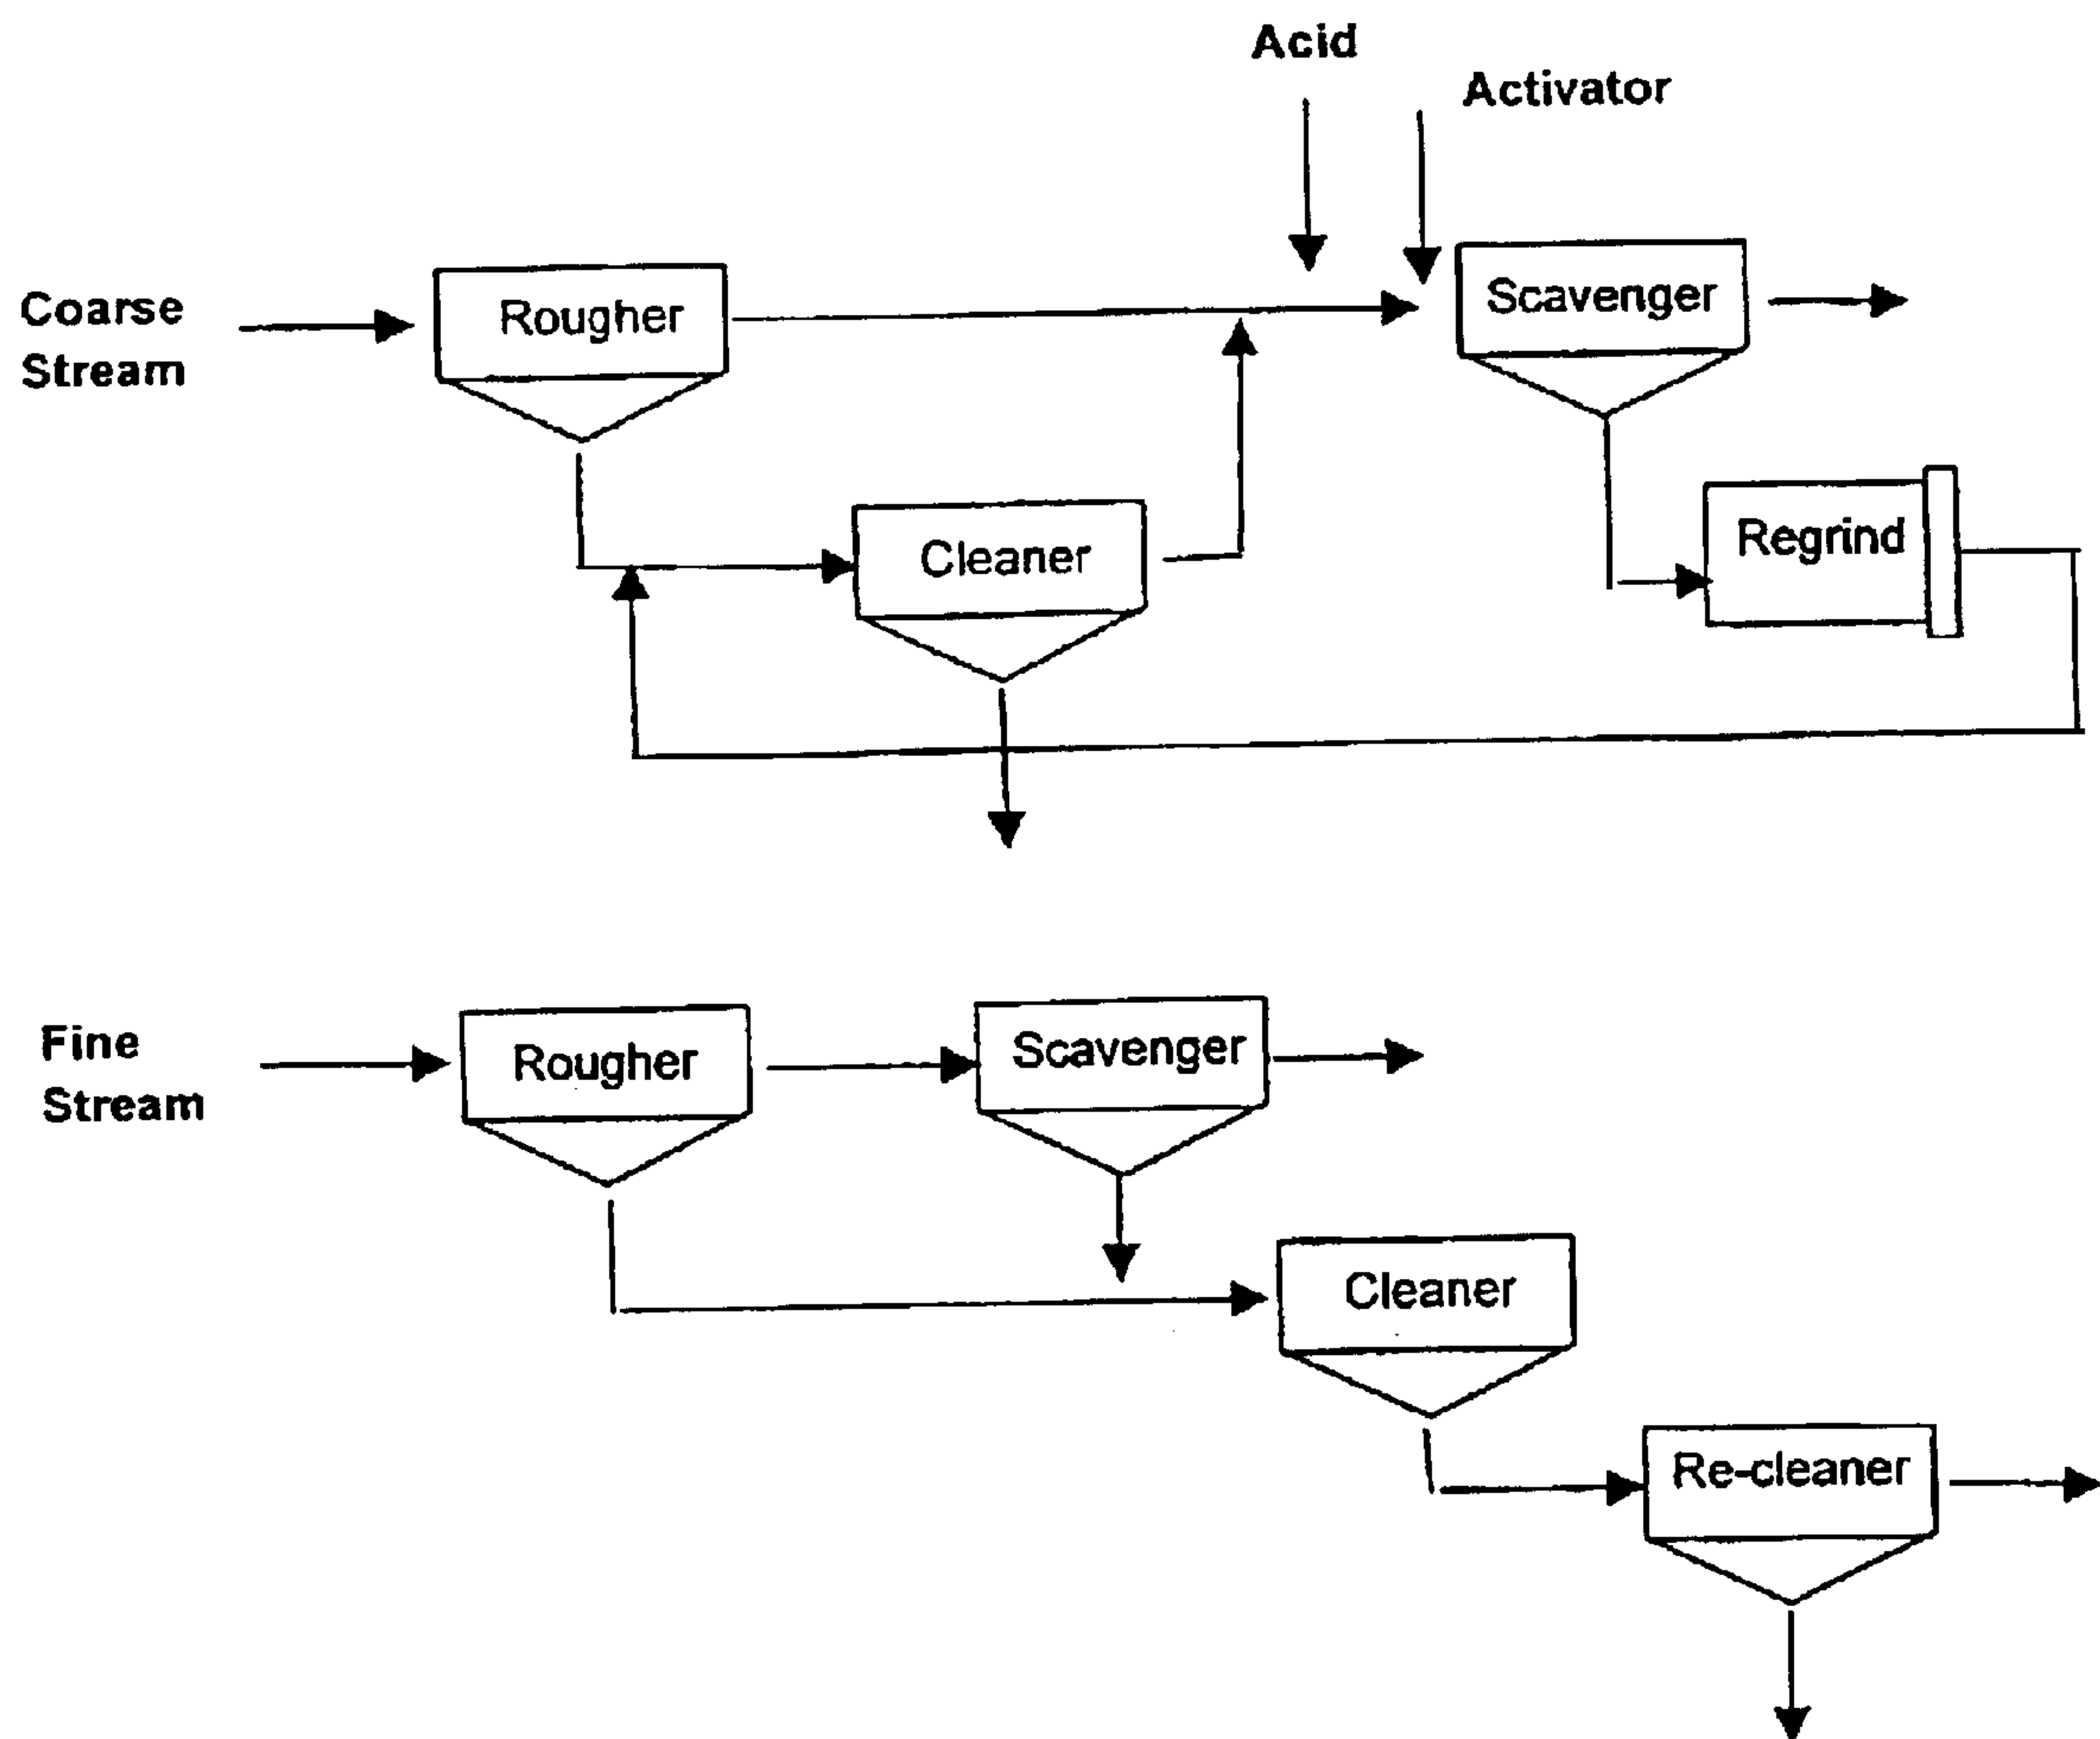 Acid
Activator
Coarse
Stream
Rougher
Scavenger
Cleaner
Regrind
Fine
Stream
Rougher
Scavenger
Cleaner
Re-cleaner